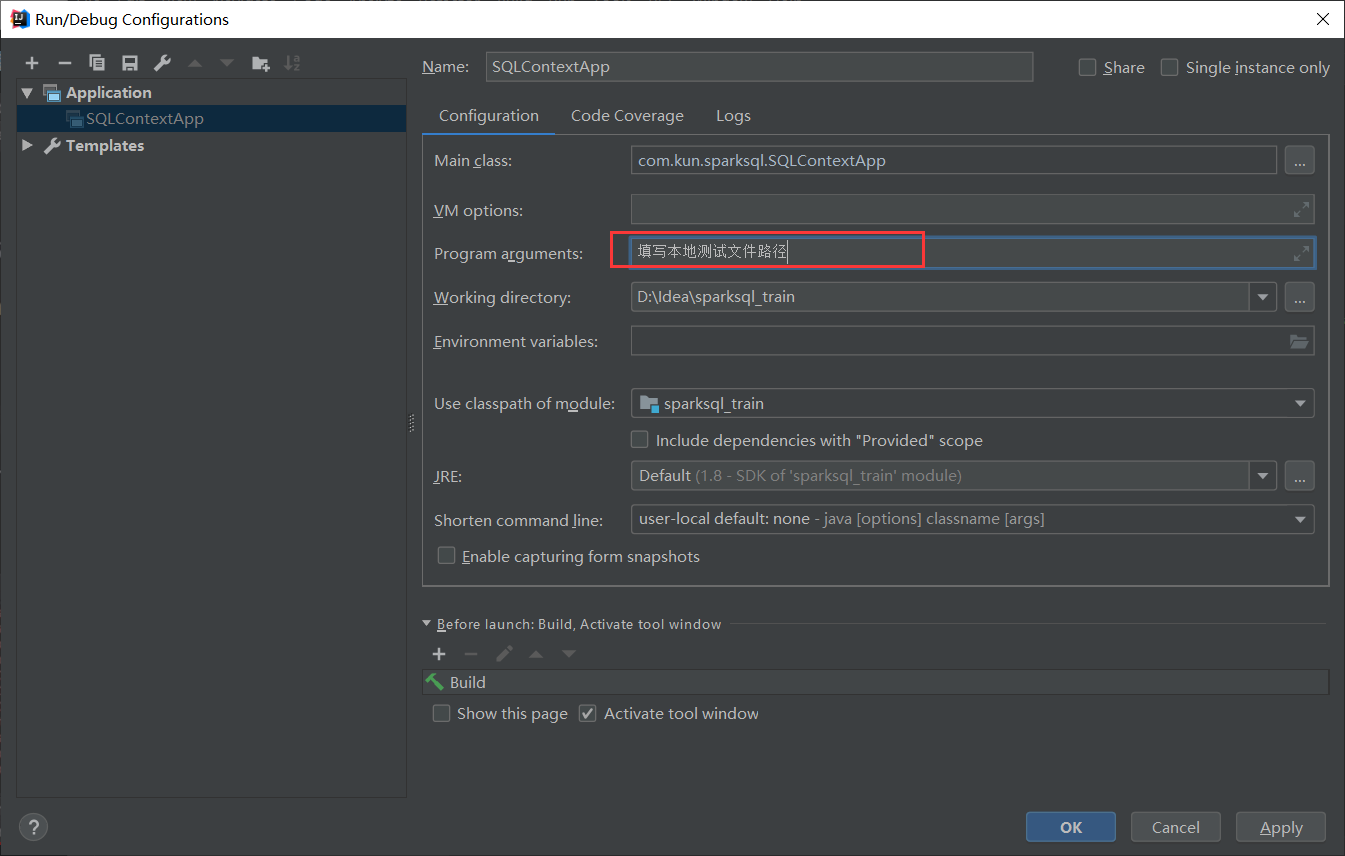 Run/Debug Configurations
Name: SQLContextApp
Share Single instance only
Application
SQLContextApp
Templates
Configuration Code Coverage Logs
Main class: com.kun.sparksql.SQLContextApp ...
VM options:
Program arguments: 填写本地测试文件路径
Working directory: D:\Idea\sparksql_train ...
Environment variables:
Use classpath of module: sparksql_train
Include dependencies with "Provided" scope
JRE: Default (1.8 - SDK of 'sparksql_train' module) ...
Shorten command line: user-local default: none - java [options] classname [args]
Enable capturing form snapshots
Before launch: Build, Activate tool window
Build
Show this page Activate tool window
? OK Cancel Apply